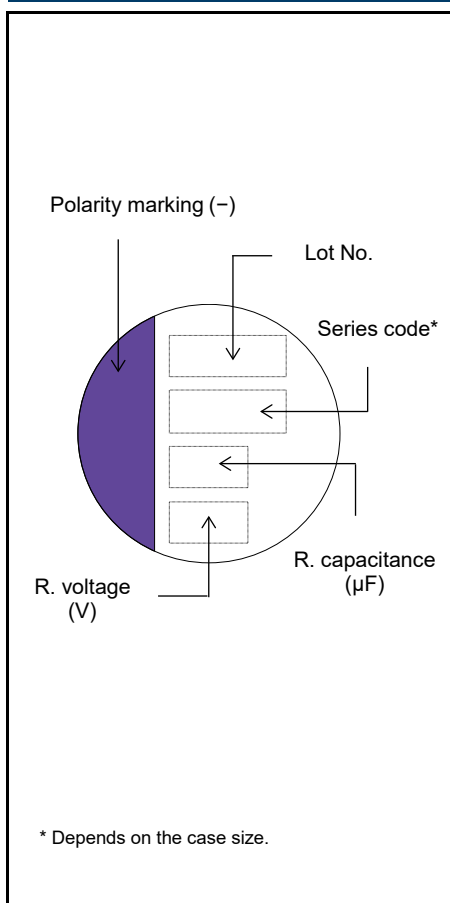 Polarity marking (−)
Lot No.
Series code*
R. capacitance
(µF)
R. voltage
(V)
* Depends on the case size.